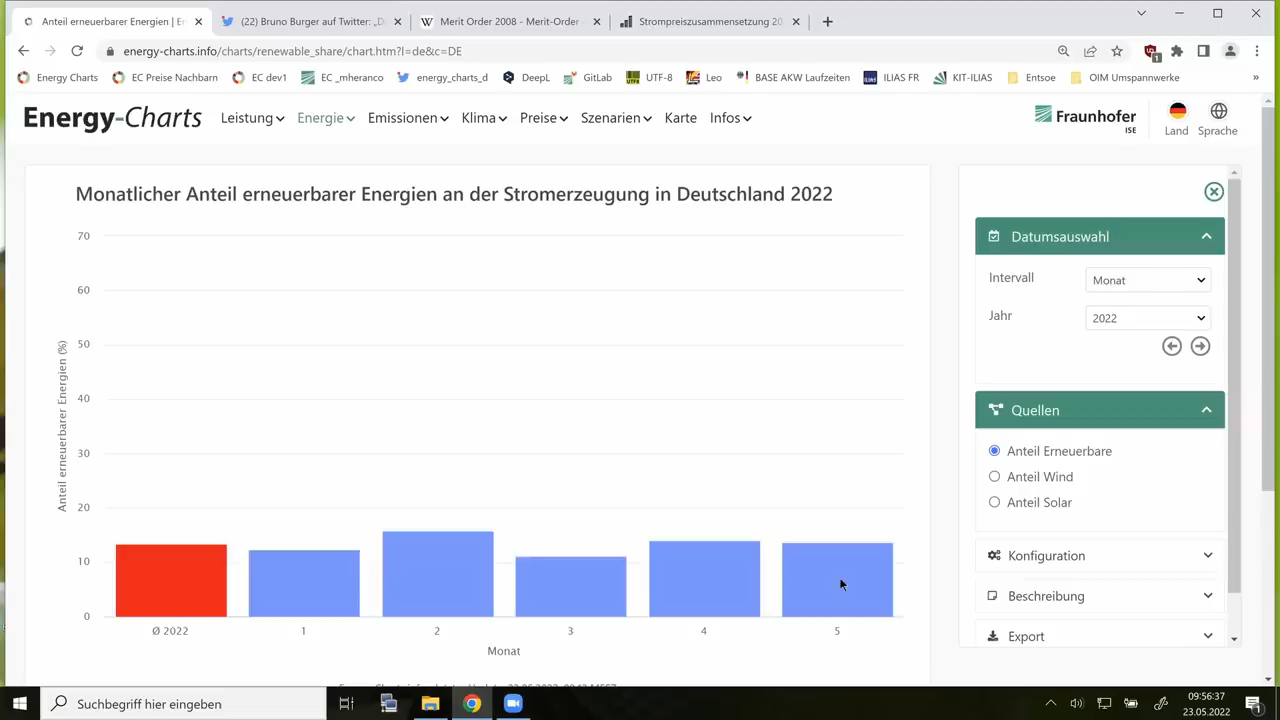 Anteil erneuerbarer Energien | En
(22) Bruno Burger auf Twitter: „D
Merit Order 2008 - Merit-Order -
Strompreiszusammensetzung 20
energy-charts.info/charts/renewable_share/chart.htm?l=de&c=DE
1
Energy Charts
EC Preise Nachbarn
EC dev1
EC _mheranco
energy_charts_d
DeepL
GitLab
UTF-8
Leo
BASE AKW Laufzeiten
ILIAS FR
KIT-ILIAS
Entsoe
OIM Umspannwerke
»
Energy-Charts
Leistung
Energie
Emissionen
Klima
Preise
Szenarien
Karte
Infos
Fraunhofer
ISE
Land
Sprache
Monatlicher Anteil erneuerbarer Energien an der Stromerzeugung in Deutschland 2022
Anteil erneuerbarer Energien (%)
70
60
50
40
30
20
10
0
Ø 2022
1
2
3
4
5
Monat
Datumsauswahl
Intervall
Monat
Jahr
2022
Quellen
Anteil Erneuerbare
Anteil Wind
Anteil Solar
Konfiguration
Beschreibung
Export
Suchbegriff hier eingeben
09:56:37
23.05.2022
1